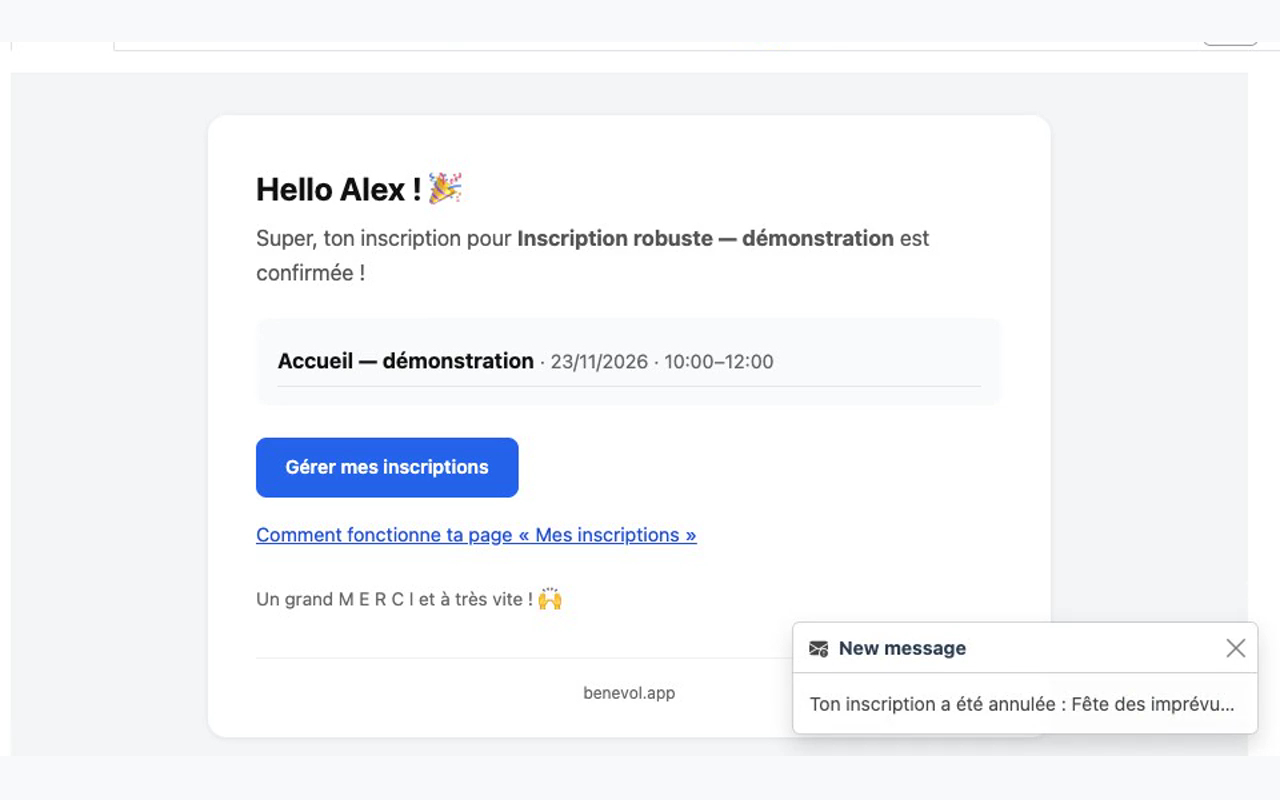 Hello Alex ! 🎉
Super, ton inscription pour Inscription robuste — démonstration est
confirmée !
Accueil — démonstration · 23/11/2026 · 10:00–12:00
Gérer mes inscriptions
Comment fonctionne ta page « Mes inscriptions »
Un grand M E R C I et à très vite ! 🙌
benevol.app
New message
Ton inscription a été annulée : Fête des imprévu...